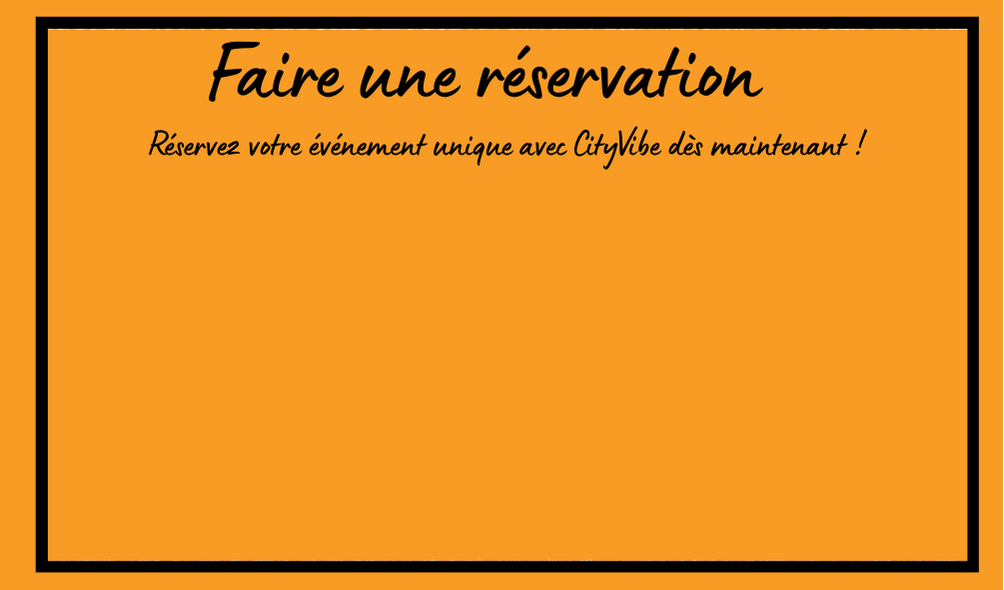 Faire une réservation
Réservez votre événement unique avec CityVibe dès maintenant !